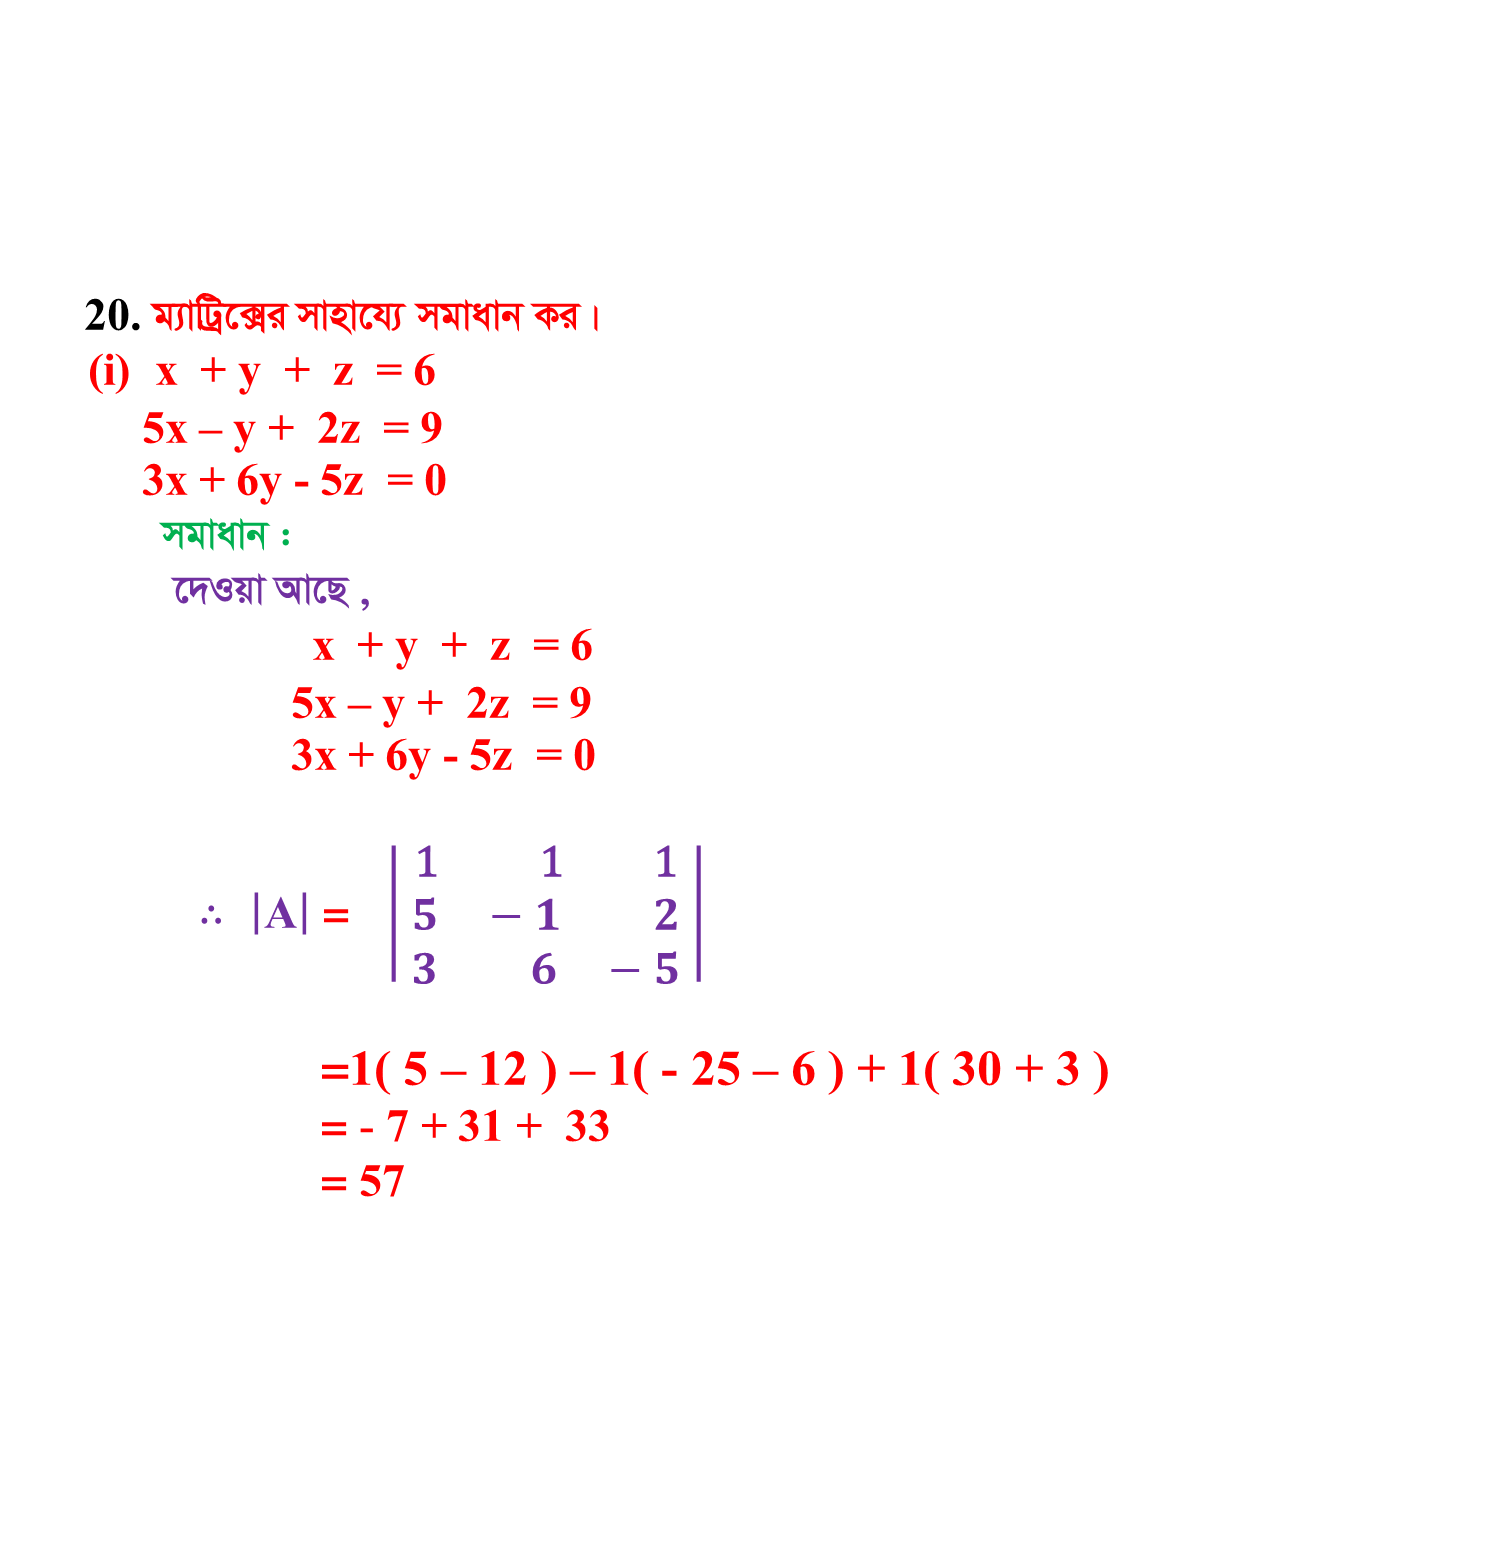 20. ম্যাট্রিক্সের সাহায্যে সমাধান কর।
(i) x + y + z = 6
5x – y + 2z = 9
3x + 6y - 5z = 0
সমাধান :
দেওয়া আছে ,
x + y + z = 6
5x – y + 2z = 9
3x + 6y - 5z = 0
1 1 1
∴ |A| = 5 − 1 2
3 6 − 5
=1( 5 – 12 ) – 1( - 25 – 6 ) + 1( 30 + 3 )
= - 7 + 31 + 33
= 57